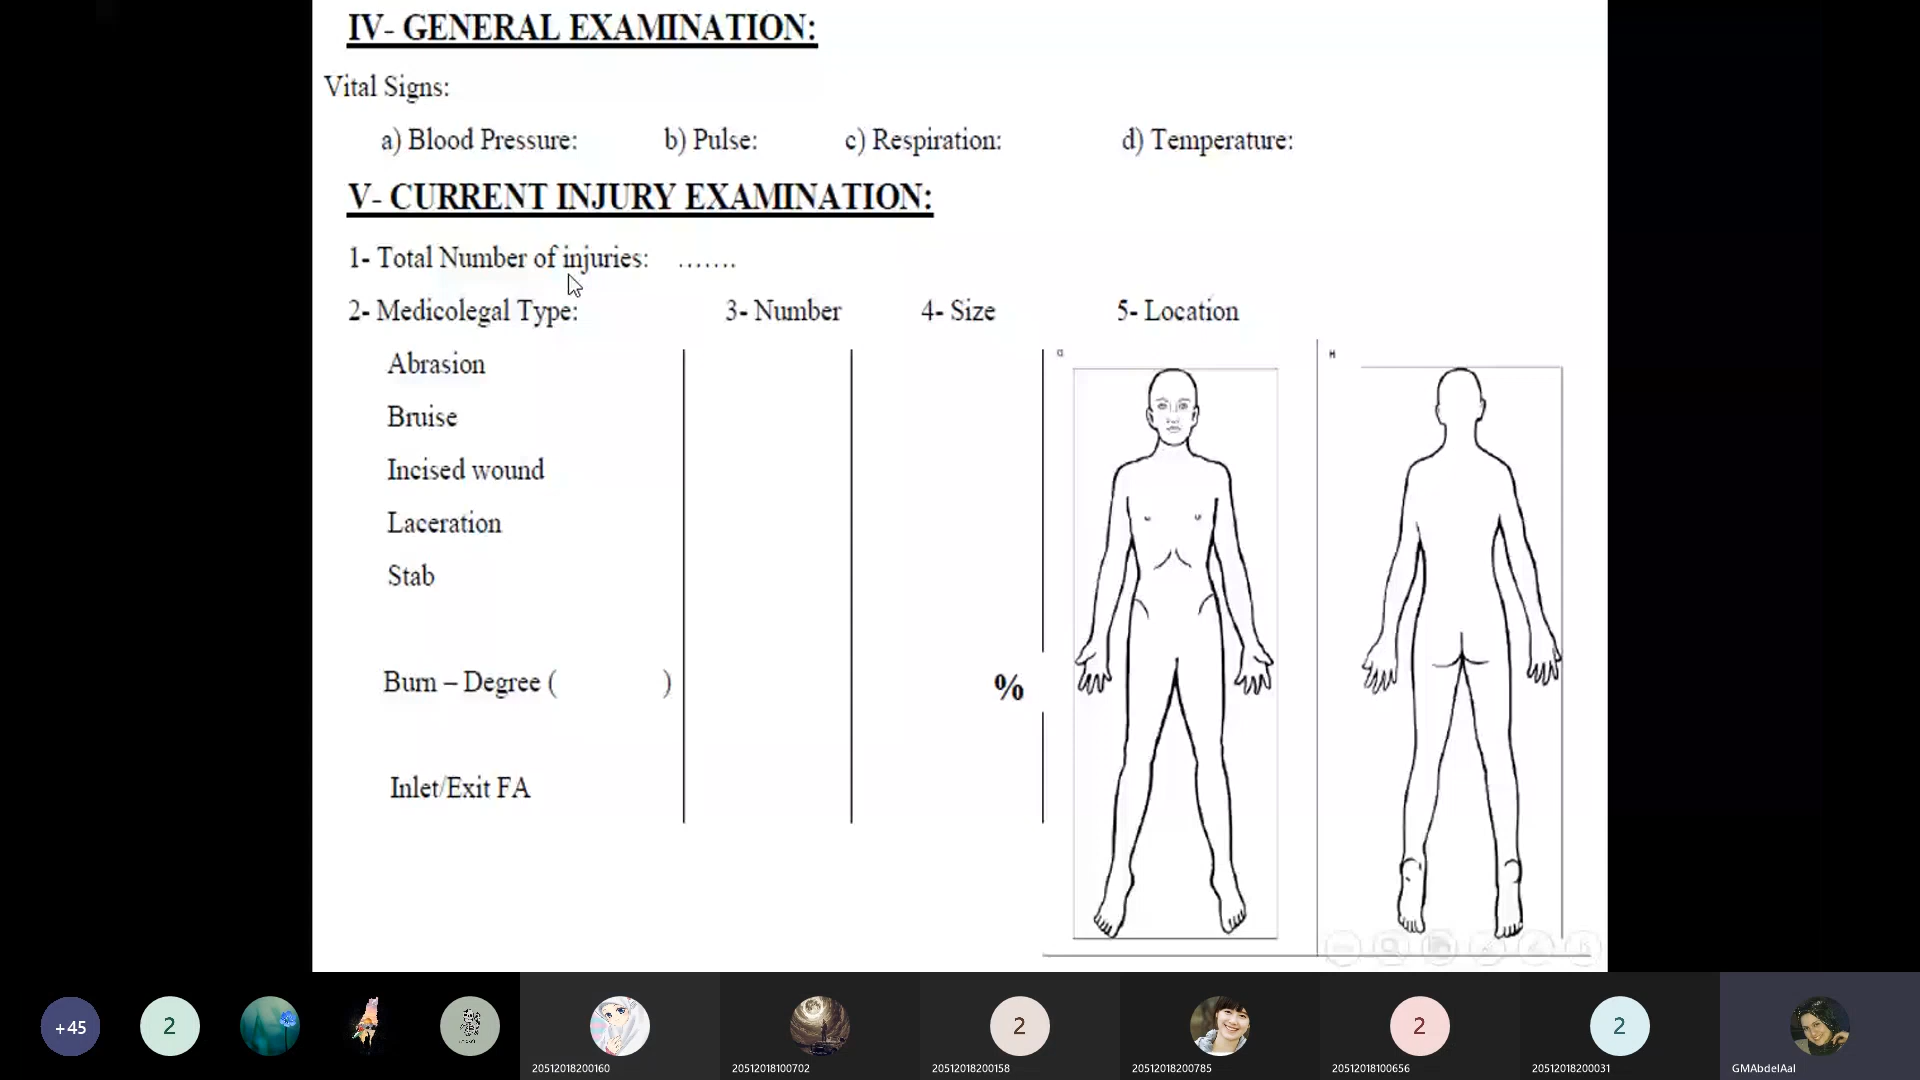 IV- GENERAL EXAMINATION:
Vital Signs:
a) Blood Pressure: b) Pulse: c) Respiration: d) Temperature:
V- CURRENT INJURY EXAMINATION:
1- Total Number of injuries: .......
2- Medicolegal Type: 3- Number 4- Size 5- Location
G H
Abrasion
Bruise
Incised wound
Laceration
Stab
Burn – Degree ( ) %
Inlet/Exit FA
+45 2 2 2 2
20512018200160 20512018100702 20512018200158 20512018200785 20512018100656 20512018200031 GMAbdelAal